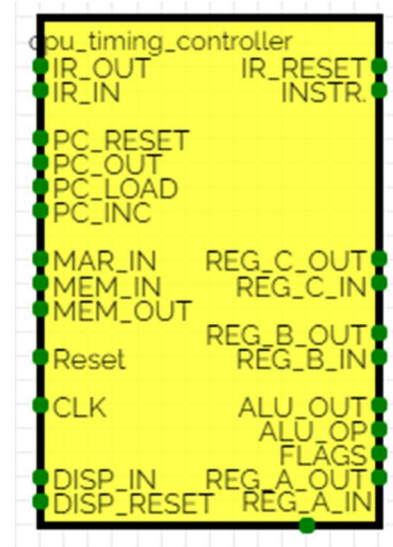 cpu_timing_controller
IR_OUT IR_RESET
IR_IN INSTR.
PC_RESET
PC_OUT
PC_LOAD
PC_INC
MAR_IN REG_C_OUT
MEM_IN REG_C_IN
MEM_OUT
REG_B_OUT
Reset REG_B_IN
CLK ALU_OUT
ALU_OP
FLAGS
DISP_IN REG_A_OUT
DISP_RESET REG_A_IN